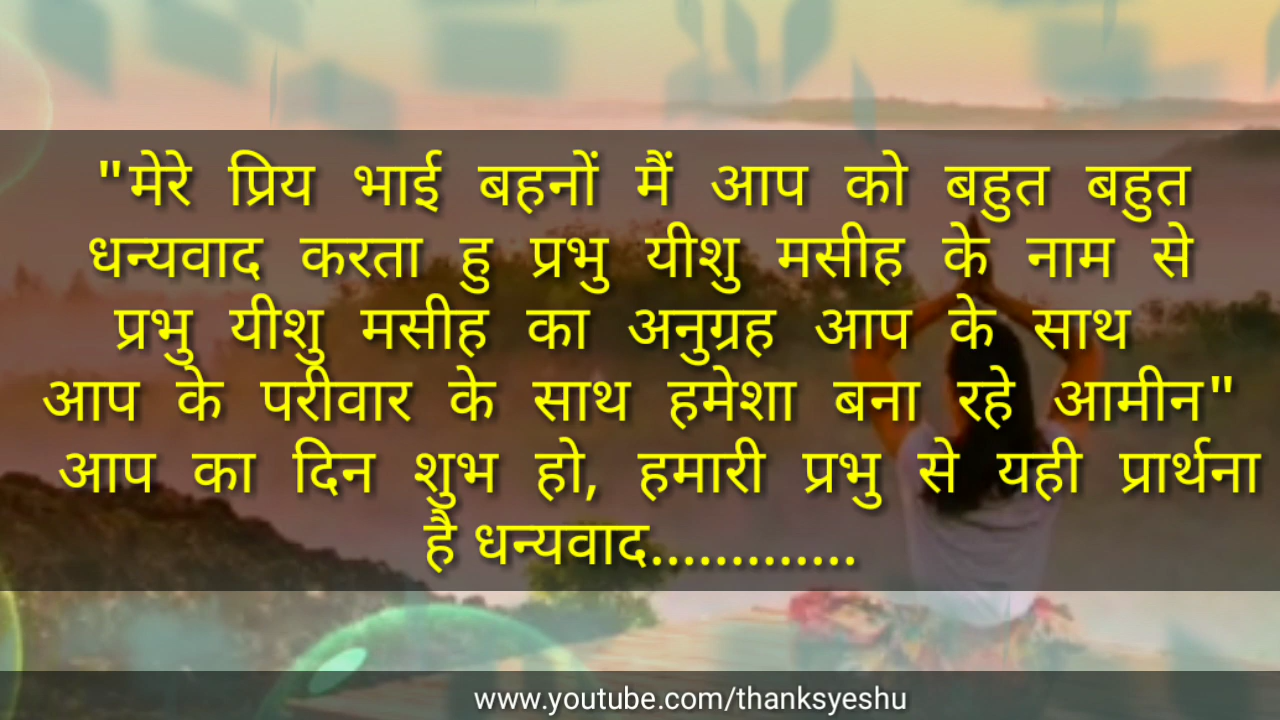 "मेरे प्रिय भाई बहनों मैं आप को बहुत बहुत
धन्यवाद करता हु प्रभु यीशु मसीह के नाम से
प्रभु यीशु मसीह का अनुग्रह आप के साथ
आप के परीवार के साथ हमेशा बना रहे आमीन"
आप का दिन शुभ हो, हमारी प्रभु से यही प्रार्थना
है धन्यवाद.............
www.youtube.com/thanksyeshu